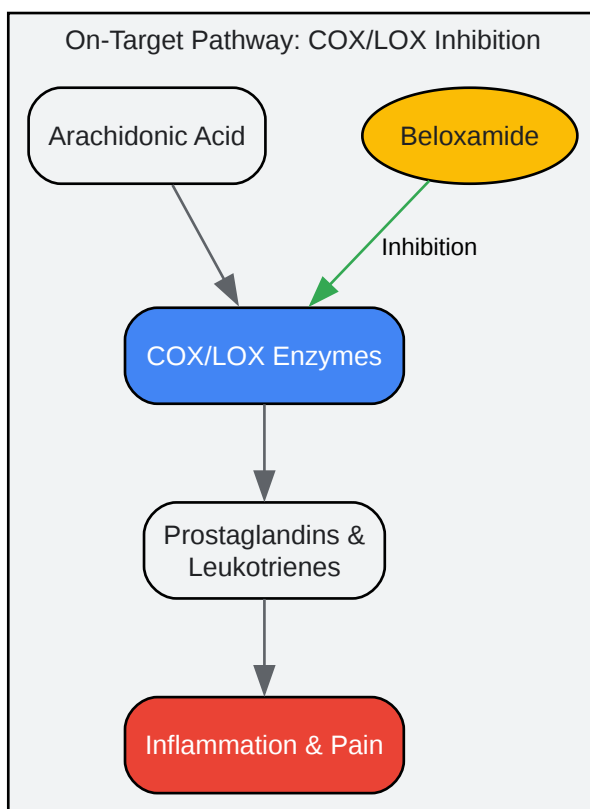 On-Target Pathway: COX/LOX Inhibition
Arachidonic Acid
Beloxamide
Inhibition
COX/LOX Enzymes
Prostaglandins &
Leukotrienes
Inflammation & Pain